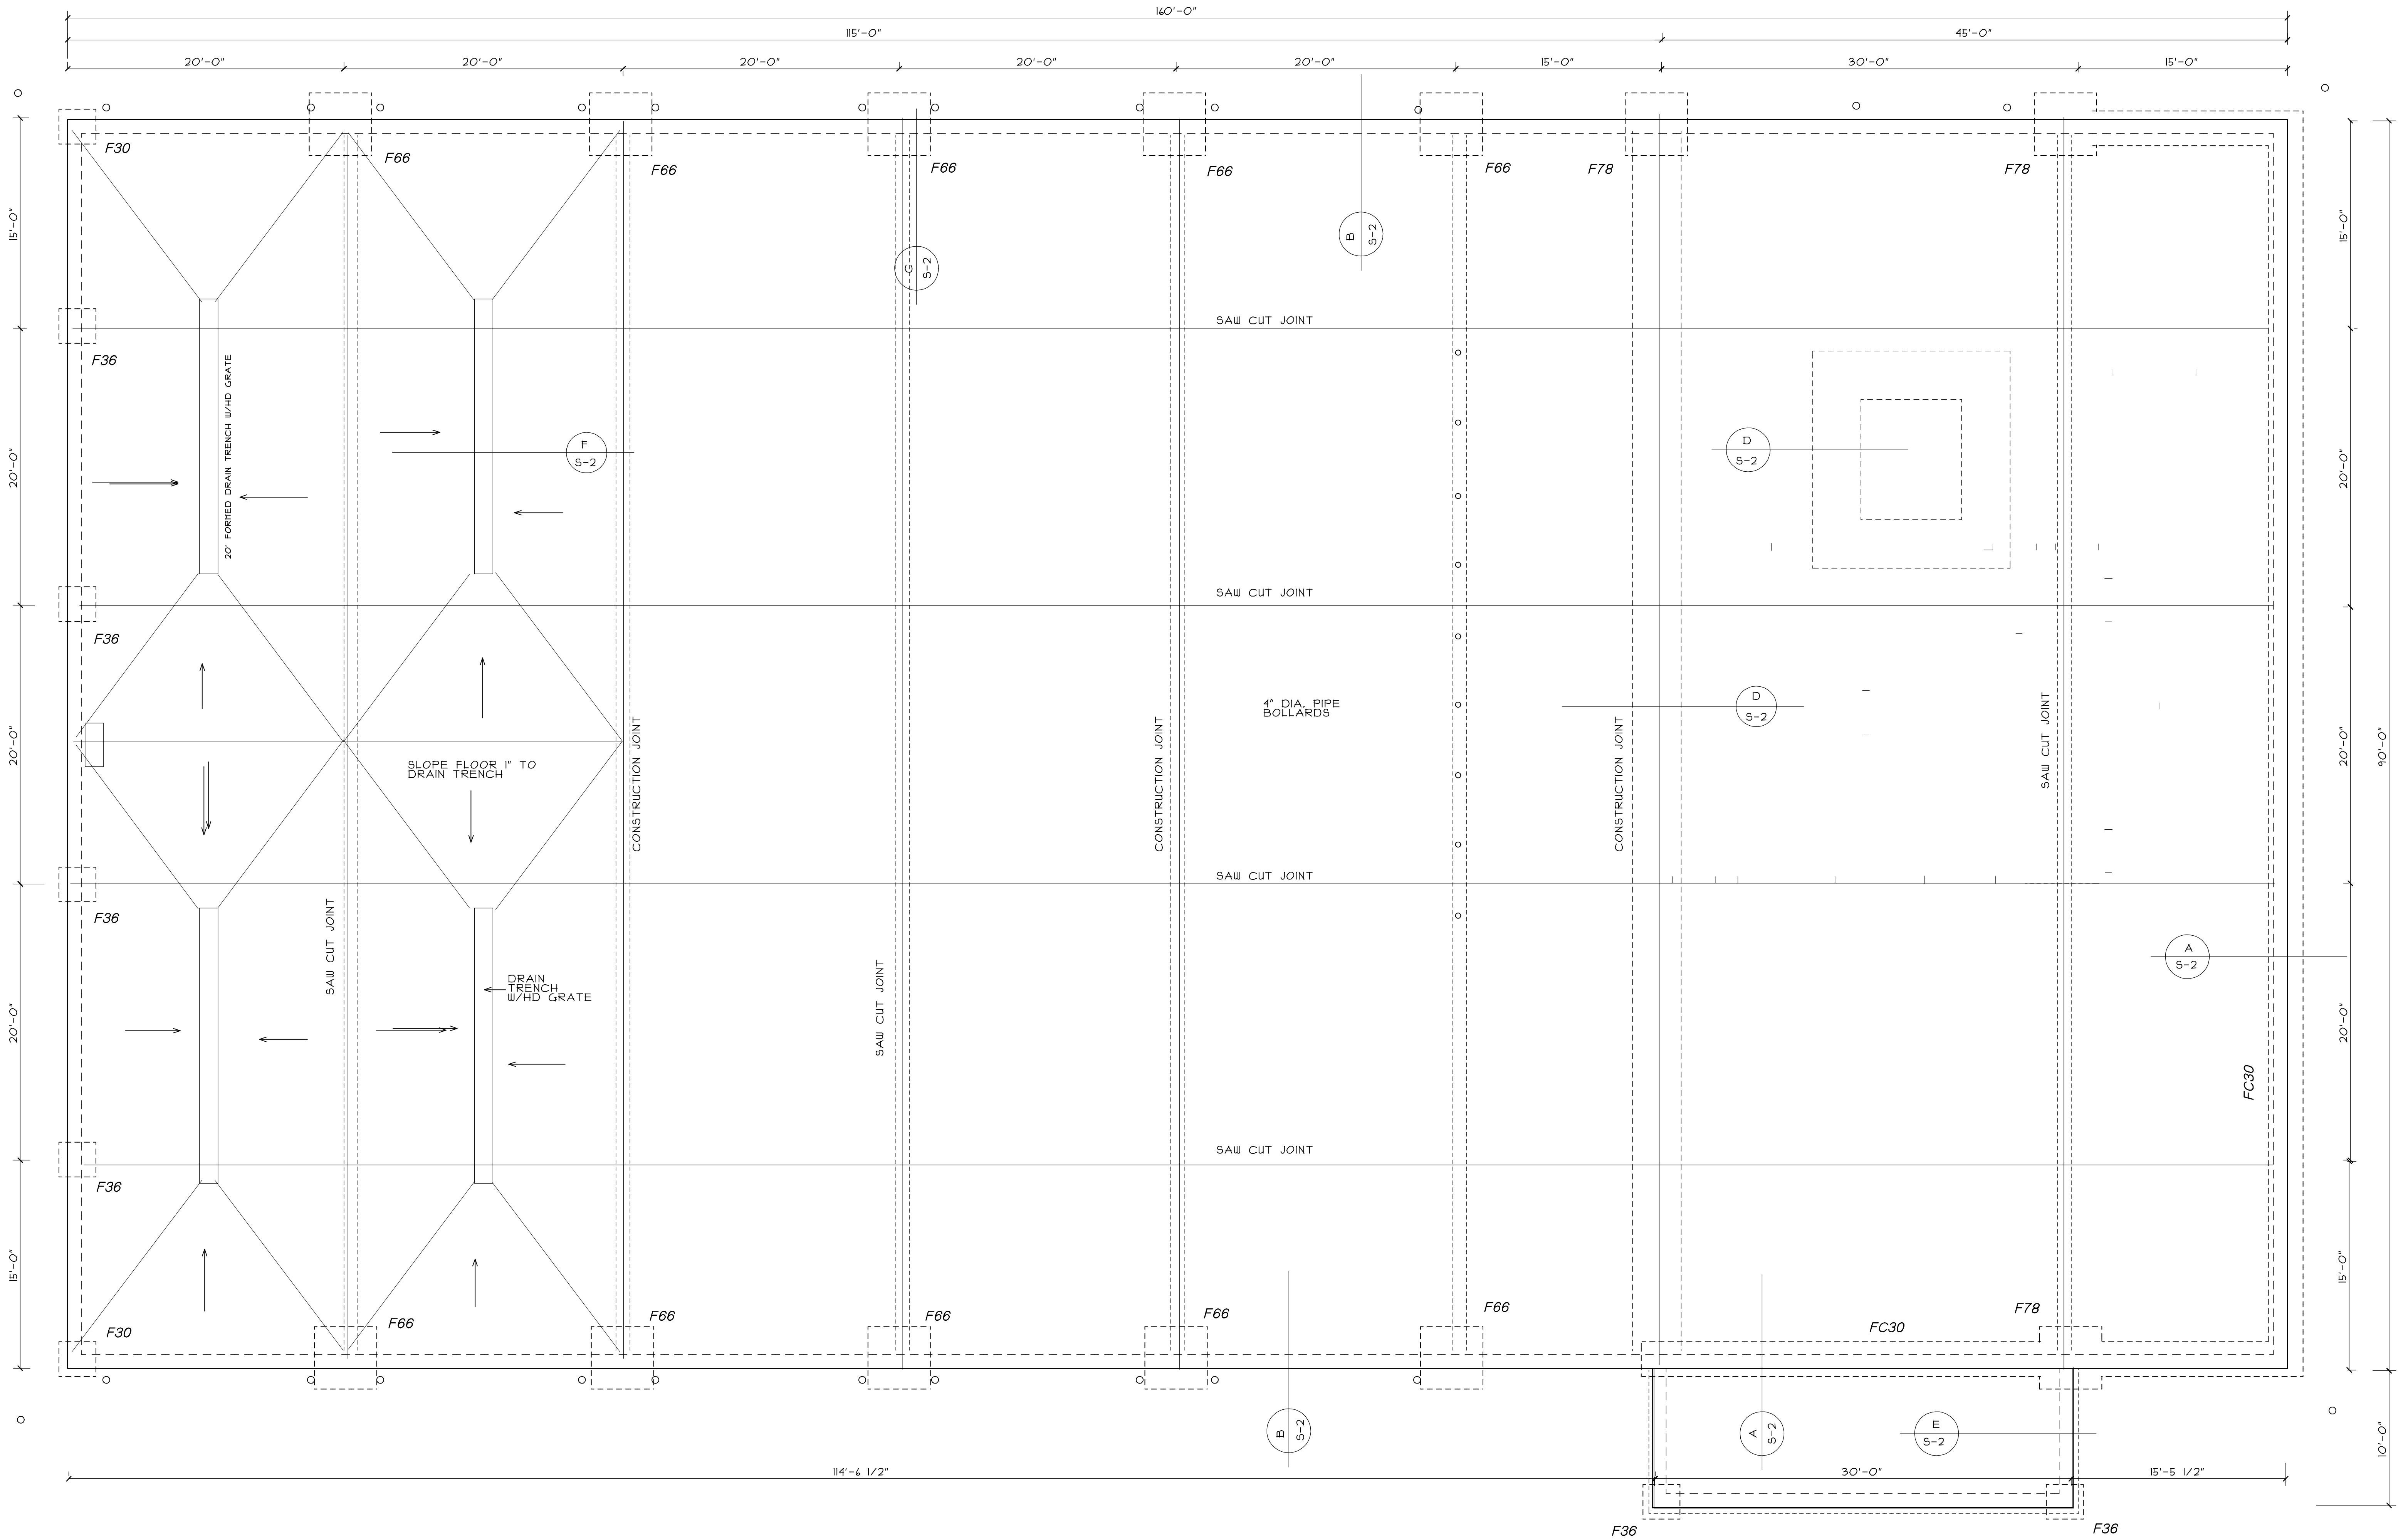 160'-0"
115'-0"
45'-0"
20'-0"
20'-0"
20'-0"
20'-0"
20'-0"
15'-0"
30'-0"
15'-0"
F30
F66
F66
F66
F66
F66
F78
F78
15'-0"
B
S-2
15'-0"
G
S-2
SAW CUT JOINT
F36
20' FORMED DRAIN TRENCH W/HD GRATE
F
S-2
D
S-2
20'-0"
20'-0"
SAW CUT JOINT
F36
4" DIA. PIPE
BOLLARDS
D
S-2
20'-0"
SLOPE FLOOR 1" TO
DRAIN TRENCH
CONSTRUCTION JOINT
CONSTRUCTION JOINT
CONSTRUCTION JOINT
SAW CUT JOINT
20'-0"
90'-0"
SAW CUT JOINT
F36
SAW CUT JOINT
A
S-2
DRAIN
TRENCH
W/HD GRATE
SAW CUT JOINT
20'-0"
20'-0"
FC30
SAW CUT JOINT
F36
15'-0"
15'-0"
F30
F66
F66
F66
F66
F66
FC30
F78
B
S-2
A
S-2
E
S-2
10'-0"
114'-6 1/2"
30'-0"
15'-5 1/2"
F36
F36